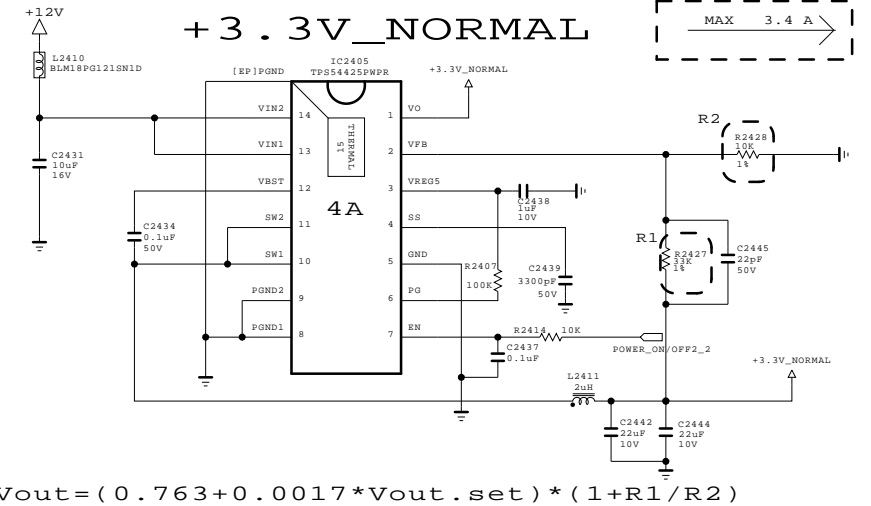 +12V
+3.3V_NORMAL
MAX 3.4 A
L2410
BLM18PG121SN1D
IC2405
TPS54425PWPR
[EP]PGND
+3.3V_NORMAL
VIN2 14
1 VO
R2
R2428
10K
1%
VIN1 13
2 VFB
THERMAL
15
C2431
10uF
16V
VBST 12
3 VREG5
C2438
1uF
10V
4A
C2434
0.1uF
50V
SW2 11
4 SS
R1
R2427
33K
1%
C2445
22pF
50V
SW1 10
5 GND
R2407
100K
C2439
3300pF
50V
PGND2 9
6 PG
PGND1 8
7 EN
R2414 10K
C2437
0.1uF
POWER_ON/OFF2_2
+3.3V_NORMAL
L2411
2uH
C2442
22uF
10V
C2444
22uF
10V
Vout=(0.763+0.0017*Vout.set)*(1+R1/R2)